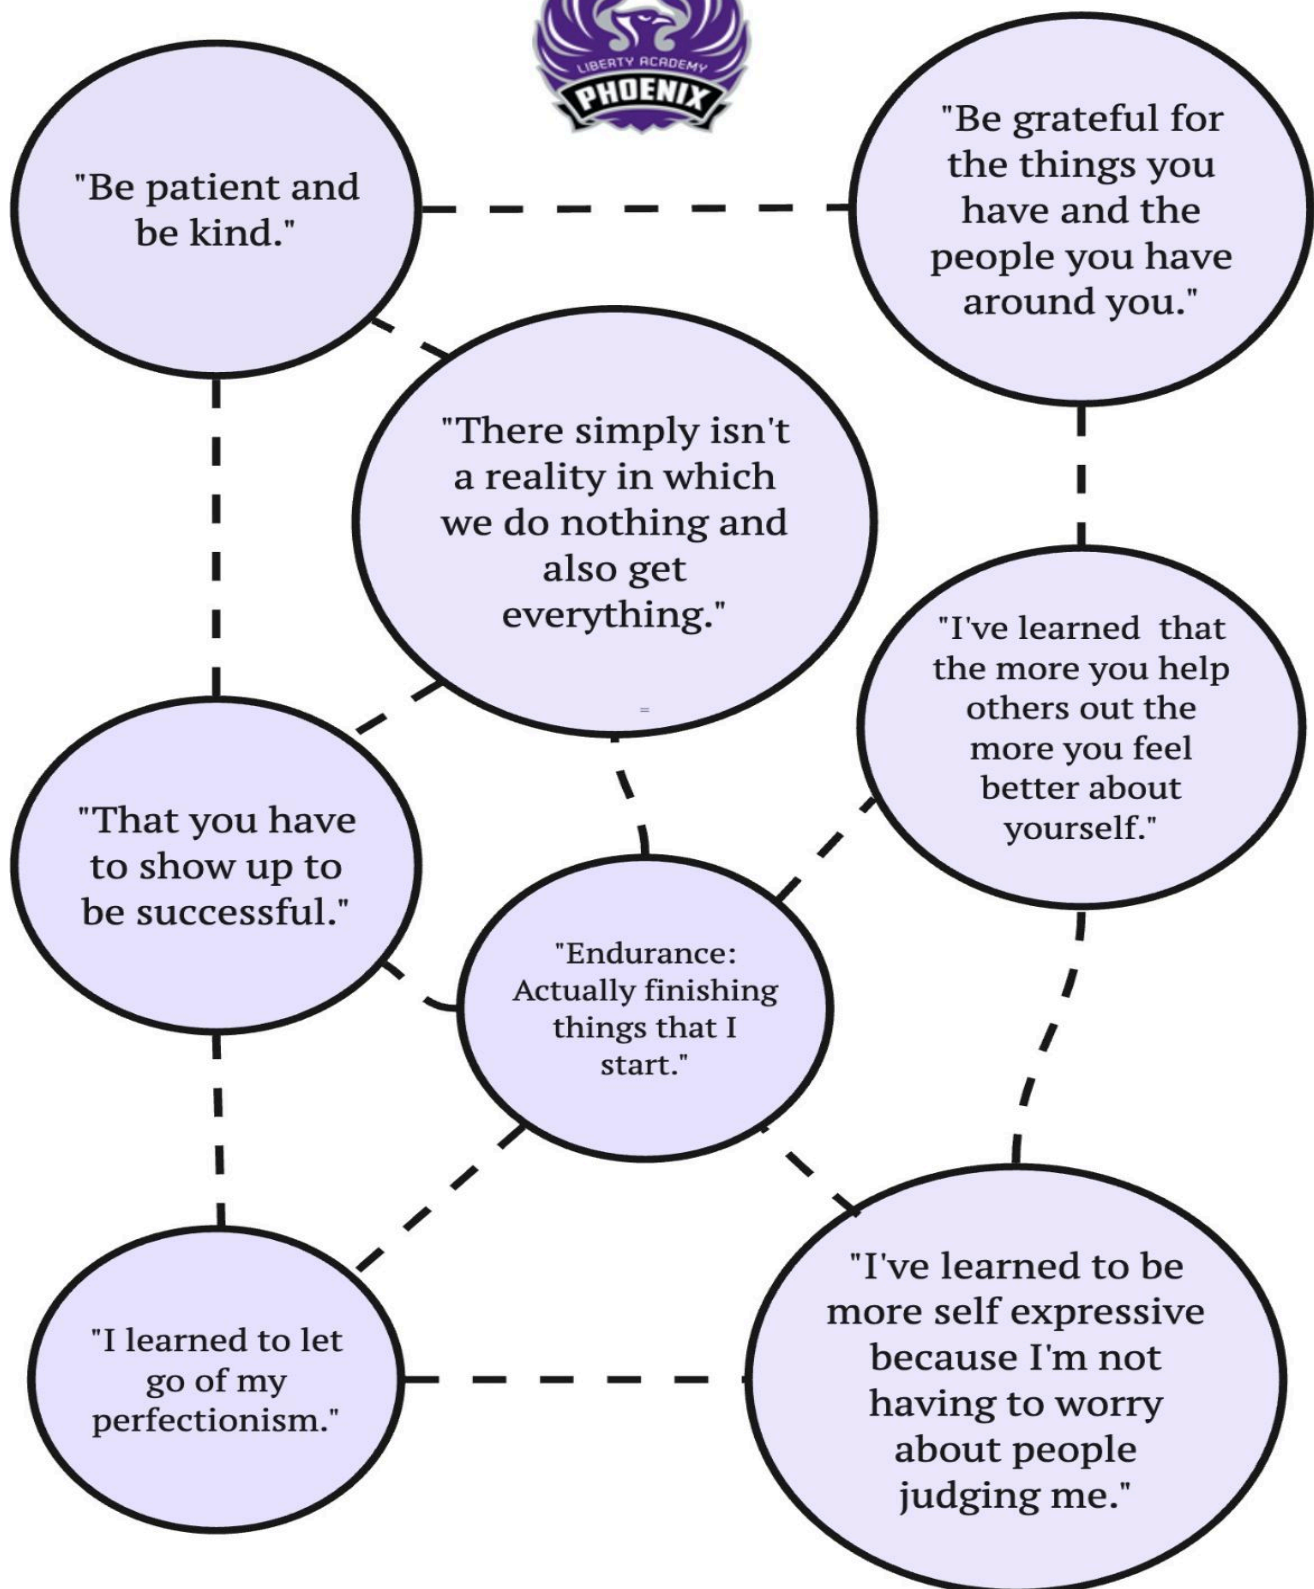 LIBERTY ACADEMY
PHOENIX
"Be patient and
be kind."
"Be grateful for
the things you
have and the
people you have
around you."
"There simply isn't
a reality in which
we do nothing and
also get
everything."
=
"I've learned  that
the more you help
others out the
more you feel
better about
yourself."
"That you have
to show up to
be successful."
"Endurance:
Actually finishing
things that I
start."
"I learned to let
go of my
perfectionism."
"I've learned to be
more self expressive
because I'm not
having to worry
about people
judging me."